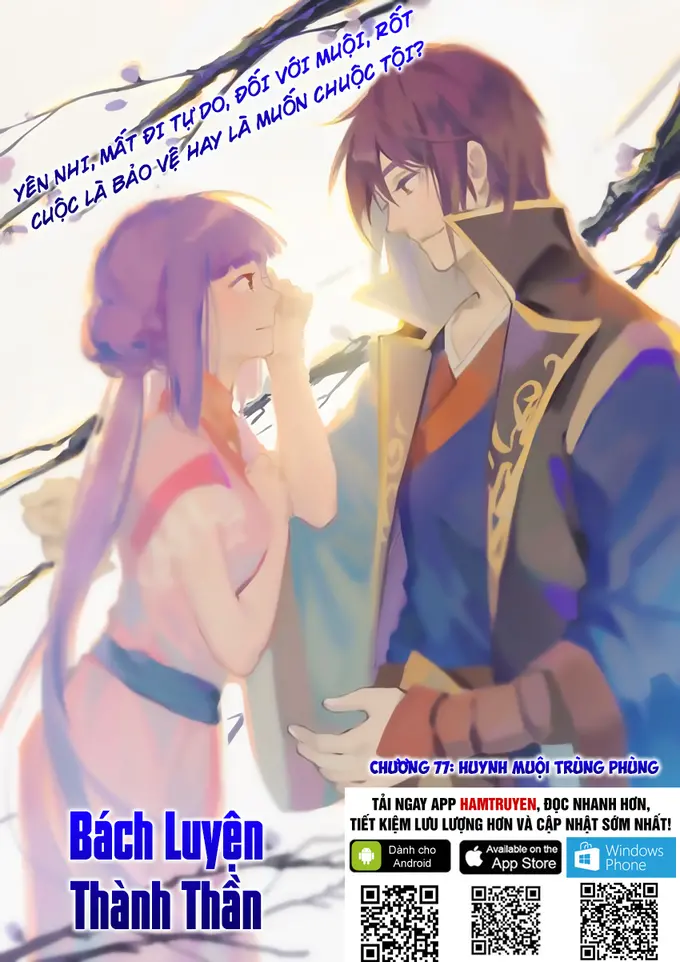 YÊN NHI, MẤT ĐI TỰ DO, ĐỐI VỚI MUỘI, RỐT
CUỘC LÀ BẢO VỆ HAY LÀ MUỐN CHUỘC TỘI?
CHƯƠNG 77: HUYNH MUỘI TRÙNG PHÙNG
Bách Luyện
Thành Thần
TẢI NGAY APP HAMTRUYEN, ĐỌC NHANH HƠN,
TIẾT KIỆM LƯU LƯỢNG HƠN VÀ CẬP NHẬT SỚM NHẤT!
Dành cho
Android
Available on the
App Store
Windows
Phone